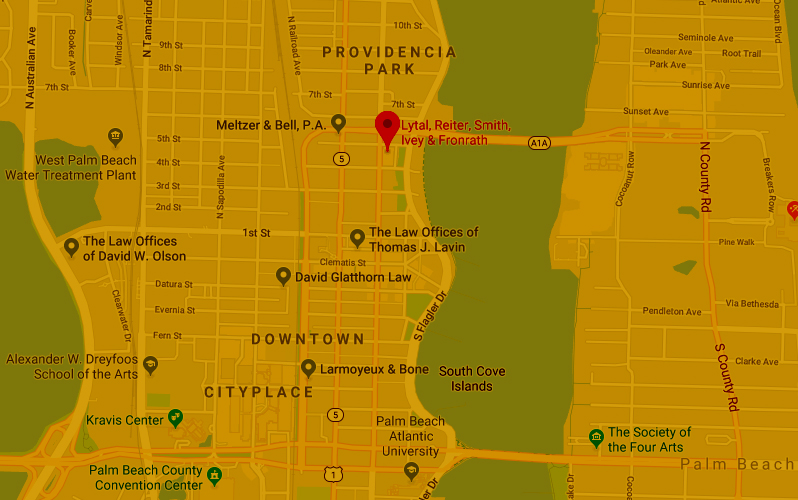 10th St
Atlantic Ave
N Australian Ave
Booker Ave
Windsor Ave
N Tamarind
N Railroad Ave
Ocean Blvd
Seminole Ave
Oleander Ave
Root Trail
Park Ave
9th St
8th St
PROVIDENCIA
PARK
7th St
7th St
7th St
Sunrise Ave
Sunset Ave
Meltzer & Bell, P.A.
Lytal, Reiter, Smith,
Ivey & Fronrath
A1A
5th St
West Palm Beach
Water Treatment Plant
4th St
5
3rd St
2nd St
N Sapodilla Ave
Cocoanut Row
N County Rd
Breakers Row
1st St
The Law Offices
of David W. Olson
The Law Offices of
Thomas J. Lavin
Pine Walk
Clematis St
David Glatthorn Law
Datura St
Clearwater Dr
Evernia St
Fern St
S Flagler Dr
Pendleton Ave
Via Bethesda
DOWNTOWN
Alexander W. Dreyfoos
School of the Arts
Larmoyeux & Bone
South Cove
Islands
S County Rd
Clarke Ave
CITYPLACE
Kravis Center
5
Palm Beach
Atlantic
University
The Society of
the Four Arts
Palm Beach
Palm Beach County
Convention Center
1
ler Dr
ake Dr
Cocoa